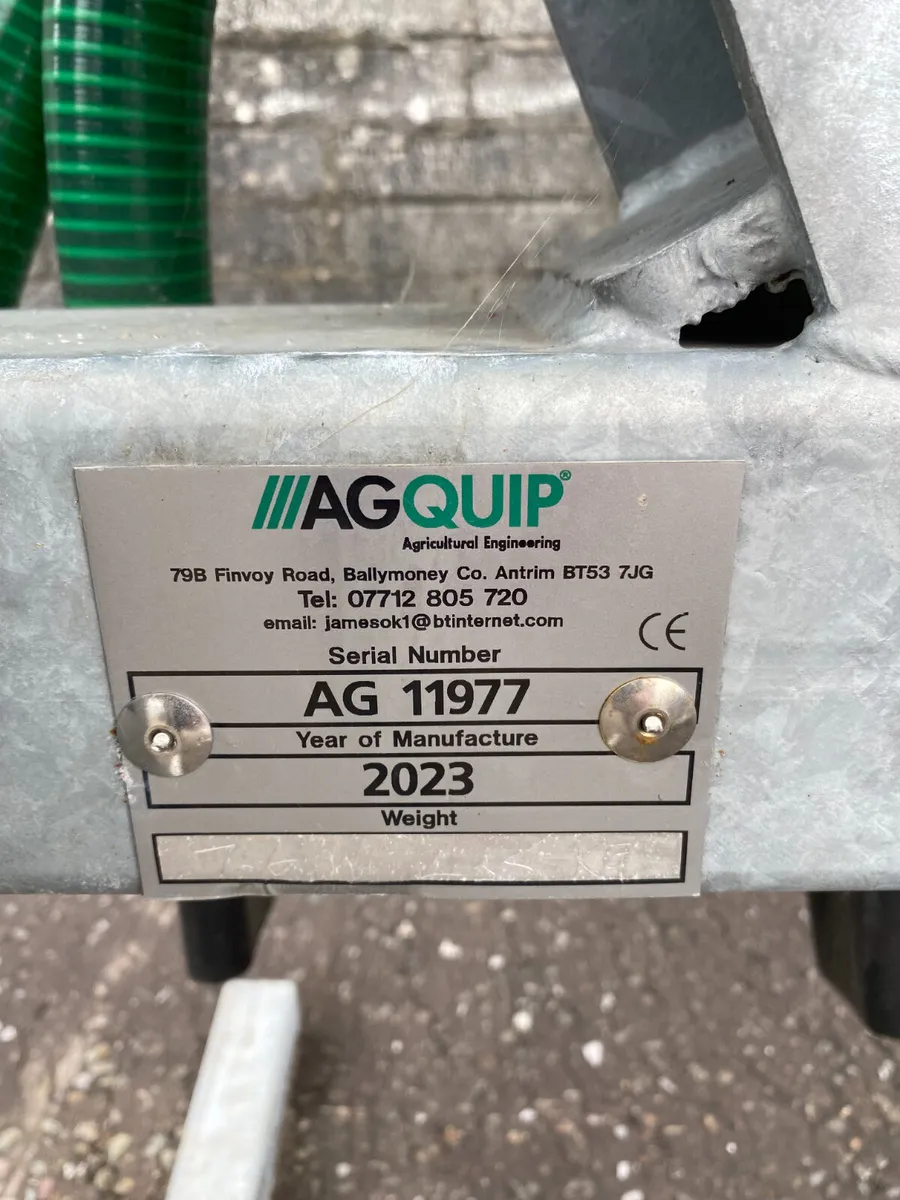 AGQUIP®
Agricultural Engineering
79B Finvoy Road, Ballymoney Co. Antrim BT53 7JG
Tel: 07712 805 720
email: jamesok1@btinternet.com
CE
Serial Number
AG 11977
Year of Manufacture
2023
Weight